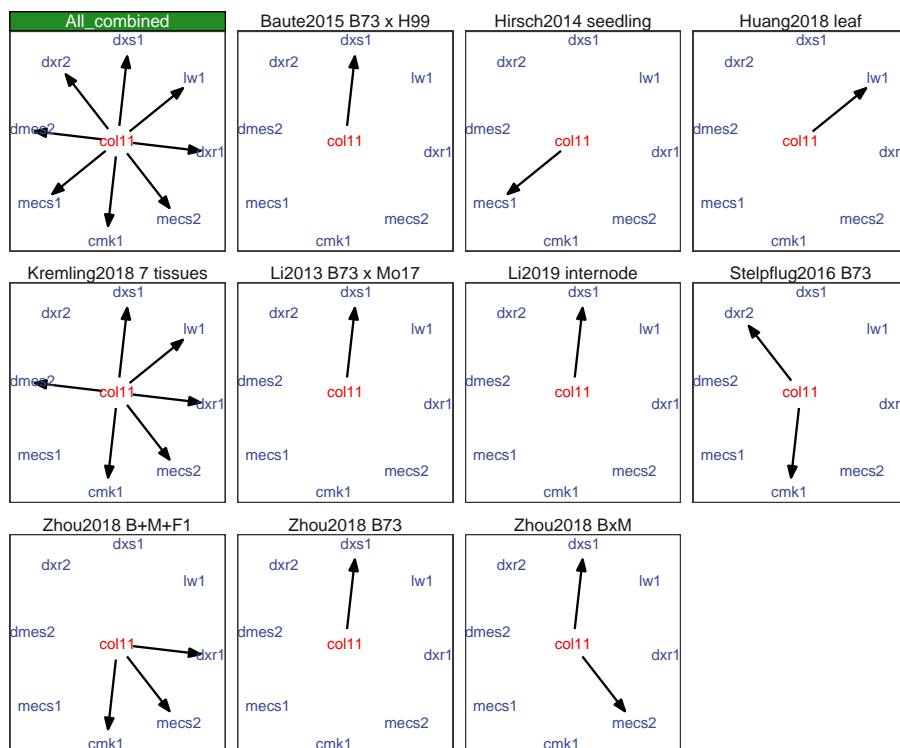 All_combined
dxs1
dxr2
lw1
dmes2
col11
dxr1
mecs1
mecs2
cmk1
Baute2015 B73 x H99
dxs1
dxr2
lw1
dmes2
col11
dxr1
mecs1
mecs2
cmk1
Hirsch2014 seedling
dxs1
dxr2
lw1
dmes2
col11
dxr1
mecs1
mecs2
cmk1
Huang2018 leaf
dxs1
dxr2
lw1
dmes2
col11
dxr1
mecs1
mecs2
cmk1
Kremling2018 7 tissues
dxs1
dxr2
lw1
dmes2
col11
dxr1
mecs1
mecs2
cmk1
Li2013 B73 x Mo17
dxs1
dxr2
lw1
dmes2
col11
dxr1
mecs1
mecs2
cmk1
Li2019 internode
dxs1
dxr2
lw1
dmes2
col11
dxr1
mecs1
mecs2
cmk1
Stelpflug2016 B73
dxs1
dxr2
lw1
dmes2
col11
dxr1
mecs1
mecs2
cmk1
Zhou2018 B+M+F1
dxs1
dxr2
lw1
dmes2
col11
dxr1
mecs1
mecs2
cmk1
Zhou2018 B73
dxs1
dxr2
lw1
dmes2
col11
dxr1
mecs1
mecs2
cmk1
Zhou2018 BxM
dxs1
dxr2
lw1
dmes2
col11
dxr1
mecs1
mecs2
cmk1